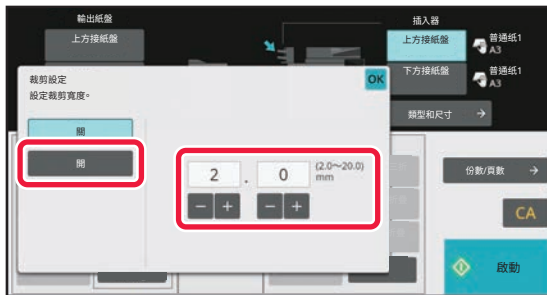 輸出紙盤
上方接紙盤
插入器
上方接紙盤
普通紙1
A3
下方接紙盤
普通紙1
A3
類型和尺寸
裁剪設定
設定裁剪寬度。
OK
關
開
2 . 0 (2.0～20.0)
mm
− + − +
份數/頁數
CA
啟動